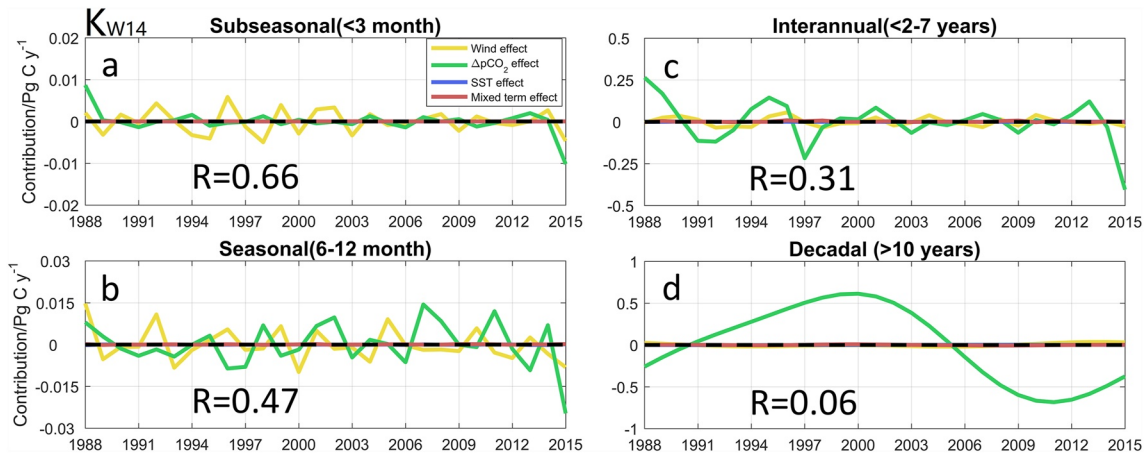 K_W14
Subseasonal(<3 month)
Contribution/Pg C y⁻¹
0.02
0.01
0
-0.01
-0.02
a
Wind effect
ΔpCO₂ effect
SST effect
Mixed term effect
R=0.66
1988 1991 1994 1997 2000 2003 2006 2009 2012 2015
Interannual(<2-7 years)
0.5
0.25
0
-0.25
-0.5
c
R=0.31
1988 1991 1994 1997 2000 2003 2006 2009 2012 2015
Seasonal(6-12 month)
Contribution/Pg C y⁻¹
0.03
0.015
0
-0.015
-0.03
b
R=0.47
1988 1991 1994 1997 2000 2003 2006 2009 2012 2015
Decadal (>10 years)
1
0.5
0
-0.5
-1
d
R=0.06
1988 1991 1994 1997 2000 2003 2006 2009 2012 2015